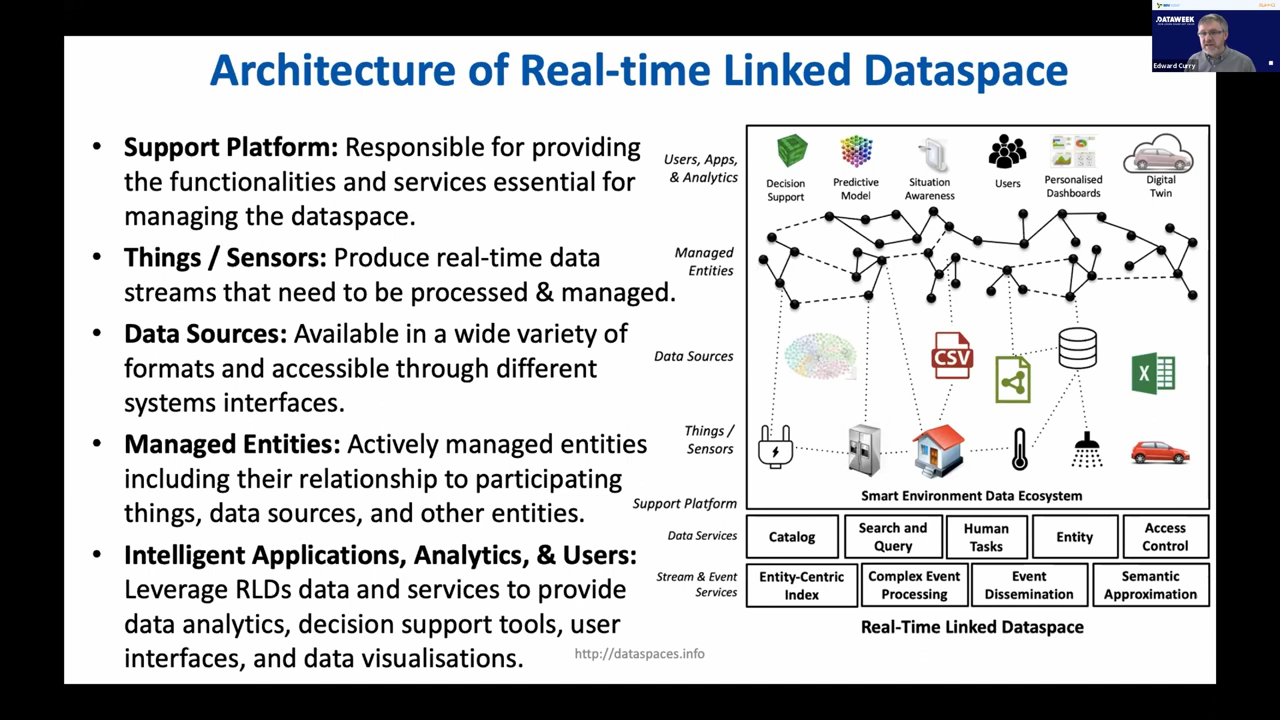 DATAWEEK
Edward Curry
Architecture of Real-time Linked Dataspace
• Support Platform: Responsible for providing
the functionalities and services essential for
managing the dataspace.
• Things / Sensors: Produce real-time data
streams that need to be processed & managed.
• Data Sources: Available in a wide variety of
formats and accessible through different
systems interfaces.
• Managed Entities: Actively managed entities
including their relationship to participating
things, data sources, and other entities.
• Intelligent Applications, Analytics, & Users:
Leverage RLDs data and services to provide
data analytics, decision support tools, user
interfaces, and data visualisations.
http://dataspaces.info
Users, Apps,
& Analytics
Decision
Support
Predictive
Model
Situation
Awareness
Users
Personalised
Dashboards
Digital
Twin
Managed
Entities
Data Sources
CSV
X
Things /
Sensors
Smart Environment Data Ecosystem
Support Platform
Data Services
Catalog
Search and
Query
Human
Tasks
Entity
Access
Control
Stream & Event
Services
Entity-Centric
Index
Complex Event
Processing
Event
Dissemination
Semantic
Approximation
Real-Time Linked Dataspace